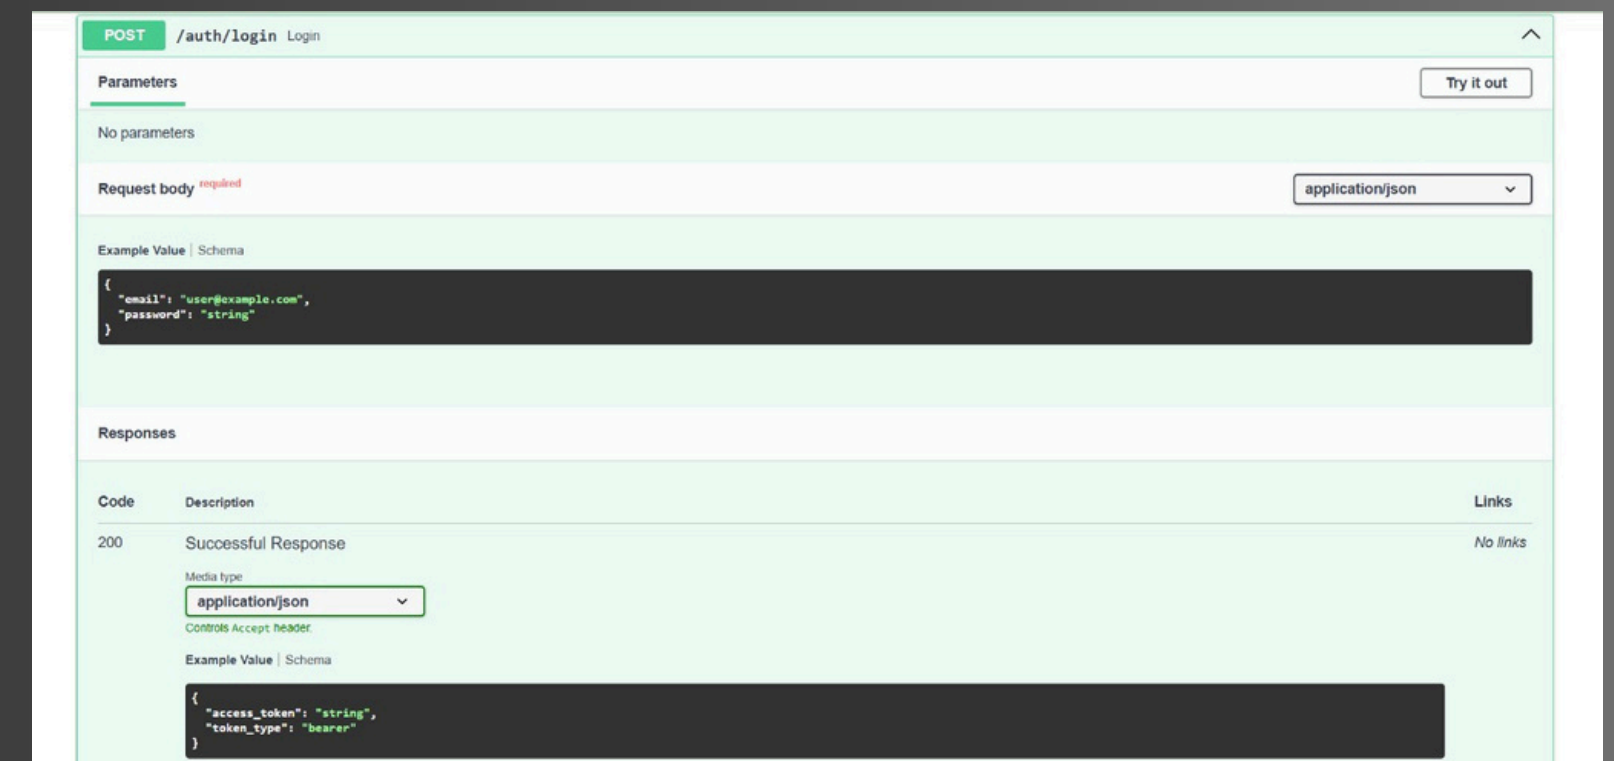 POST /auth/login Login
Parameters
Try it out
No parameters
Request body required
application/json
Example Value | Schema
{
  "email": "user@example.com",
  "password": "string"
}
Responses
Code Description Links
200 Successful Response No links
Media type
application/json
Controls Accept header.
Example Value | Schema
{
  "access_token": "string",
  "token_type": "bearer"
}